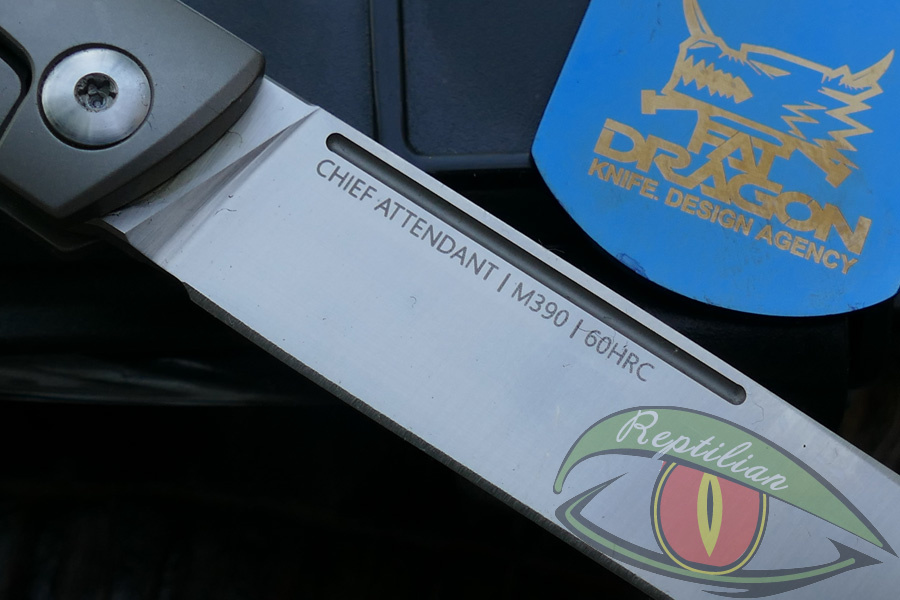 CHIEF ATTENDANT | M390 | 60HRC
FAT
DRAGON
KNIFE. DESIGN AGENCY
Reptilian